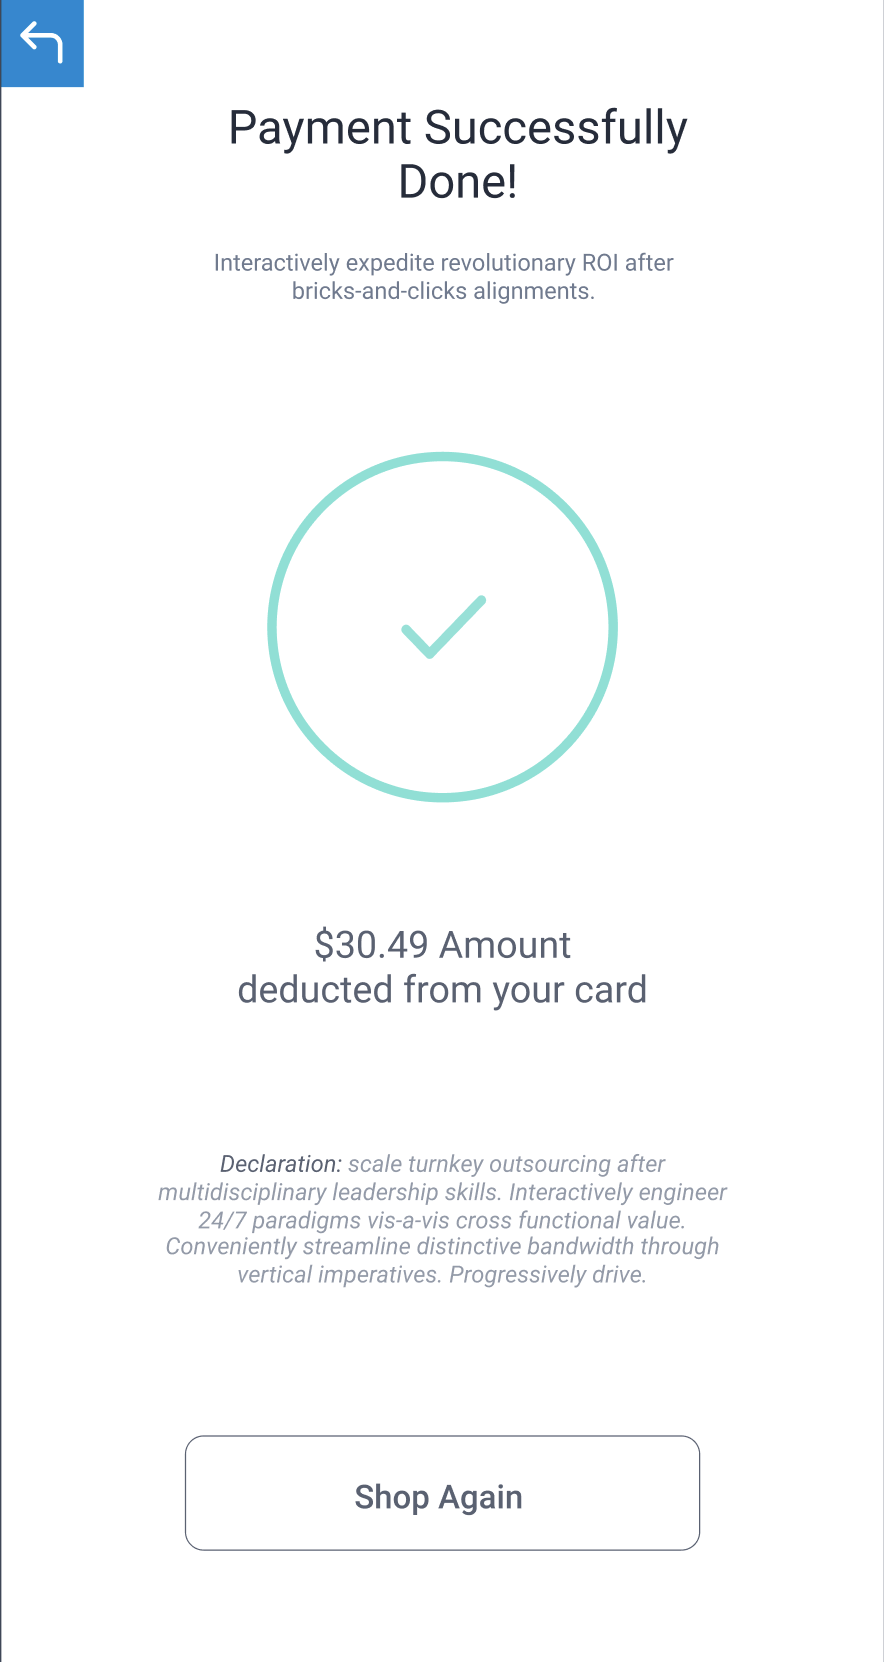 Payment Successfully
Done!
Interactively expedite revolutionary ROI after
bricks-and-clicks alignments.
$30.49 Amount
deducted from your card
Declaration: scale turnkey outsourcing after
multidisciplinary leadership skills. Interactively engineer
24/7 paradigms vis-a-vis cross functional value.
Conveniently streamline distinctive bandwidth through
vertical imperatives. Progressively drive.
Shop Again